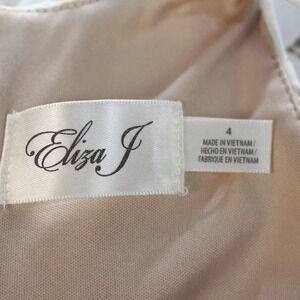 Eliza J
4
MADE IN VIETNAM/
HECHO EN VIETNAM/
FABRIQUE EN VIETNAM